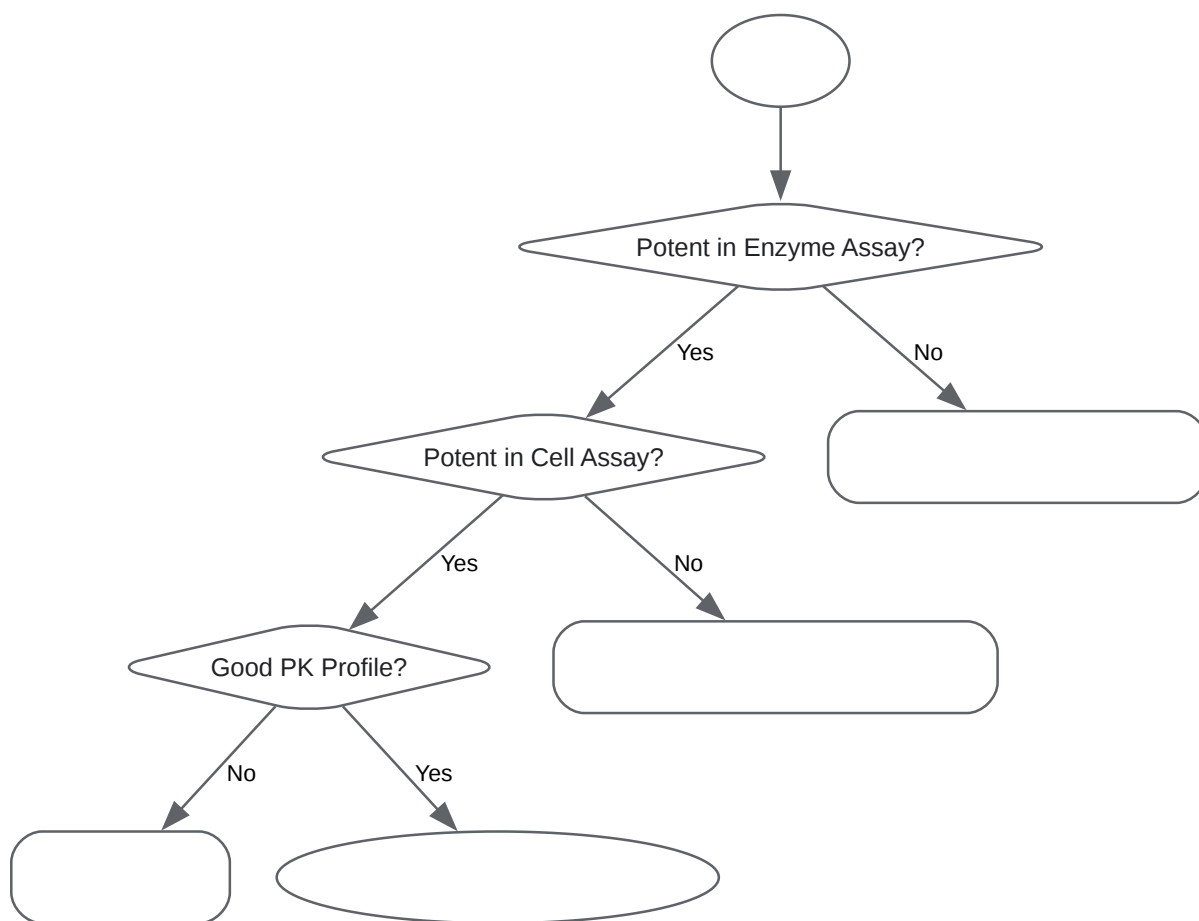 Potent in Enzyme Assay?
Yes
No
Potent in Cell Assay?
Yes
No
Good PK Profile?
No
Yes